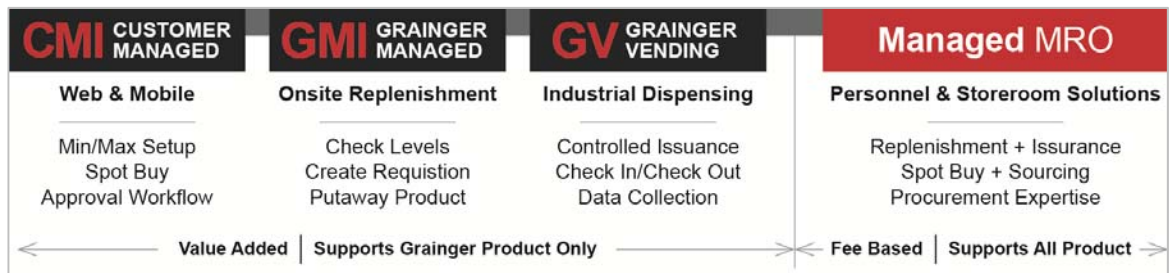 CMI CUSTOMER MANAGED
Web & Mobile
Min/Max Setup
Spot Buy
Approval Workflow
GMI GRAINGER MANAGED
Onsite Replenishment
Check Levels
Create Requistion
Putaway Product
GV GRAINGER VENDING
Industrial Dispensing
Controlled Issuance
Check In/Check Out
Data Collection
Managed MRO
Personnel & Storeroom Solutions
Replenishment + Issurance
Spot Buy + Sourcing
Procurement Expertise
Value Added | Supports Grainger Product Only
Fee Based | Supports All Product